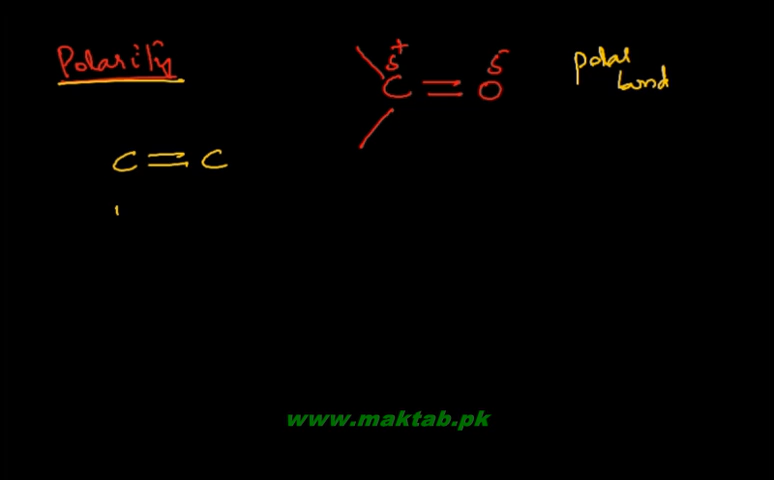 Polarity
δ+ δ-
C = O
polar
bond
C = C
www.maktab.pk